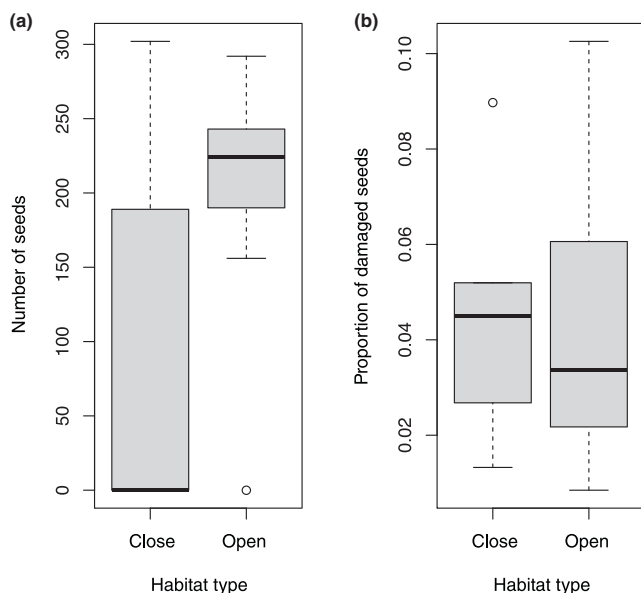 (a)
Number of seeds
300
250
200
150
100
50
0
Close
Open
Habitat type
(b)
Proportion of damaged seeds
0.10
0.08
0.06
0.04
0.02
Close
Open
Habitat type